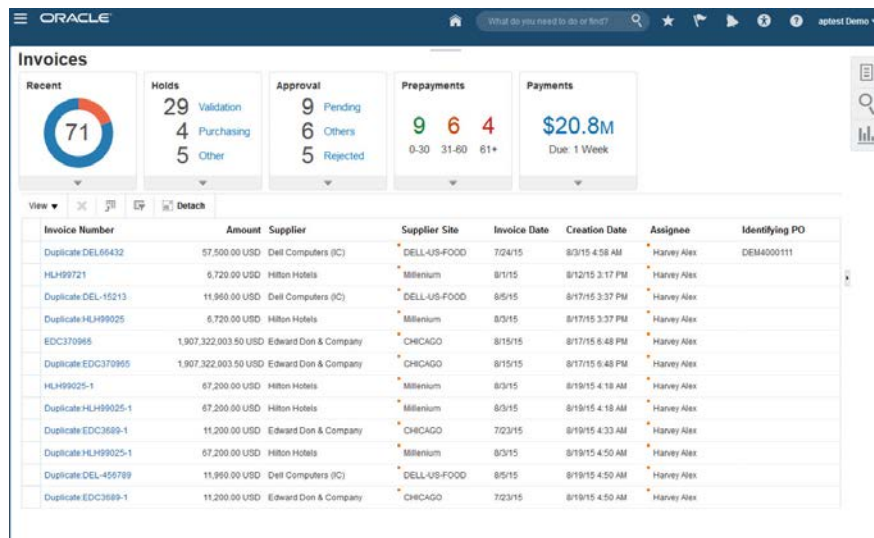 ORACLE
What do you need to do or find?
aptest Demo
Invoices
Recent
71
Holds
29 Validation
4 Purchasing
5 Other
Approval
9 Pending
6 Others
5 Rejected
Prepayments
9 6 4
0-30 31-60 61+
Payments
$20.8M
Due: 1 Week
View Detach
Invoice Number Amount Supplier Supplier Site Invoice Date Creation Date Assignee Identifying PO
Duplicate:DEL66432 57,500.00 USD Dell Computers (IC) DELL-US-FOOD 7/24/15 8/3/15 4:58 AM Harvey Alex DEM4000111
HLH99721 6,720.00 USD Hilton Hotels Millenium 8/1/15 8/12/15 3:17 PM Harvey Alex
Duplicate:DEL-15213 11,960.00 USD Dell Computers (IC) DELL-US-FOOD 8/5/15 8/17/15 3:37 PM Harvey Alex
Duplicate:HLH99025 6,720.00 USD Hilton Hotels Millenium 8/3/15 8/17/15 3:37 PM Harvey Alex
EDC370965 1,907,322,003.50 USD Edward Don & Company CHICAGO 8/15/15 8/17/15 6:48 PM Harvey Alex
Duplicate:EDC370965 1,907,322,003.50 USD Edward Don & Company CHICAGO 8/15/15 8/17/15 6:48 PM Harvey Alex
HLH99025-1 67,200.00 USD Hilton Hotels Millenium 8/3/15 8/19/15 4:18 AM Harvey Alex
Duplicate:HLH99025-1 67,200.00 USD Hilton Hotels Millenium 8/3/15 8/19/15 4:18 AM Harvey Alex
Duplicate:EDC3689-1 11,200.00 USD Edward Don & Company CHICAGO 7/23/15 8/19/15 4:33 AM Harvey Alex
Duplicate:HLH99025-1 67,200.00 USD Hilton Hotels Millenium 8/3/15 8/19/15 4:50 AM Harvey Alex
Duplicate:DEL-456789 11,960.00 USD Dell Computers (IC) DELL-US-FOOD 8/5/15 8/19/15 4:50 AM Harvey Alex
Duplicate:EDC3689-1 11,200.00 USD Edward Don & Company CHICAGO 7/23/15 8/19/15 4:50 AM Harvey Alex